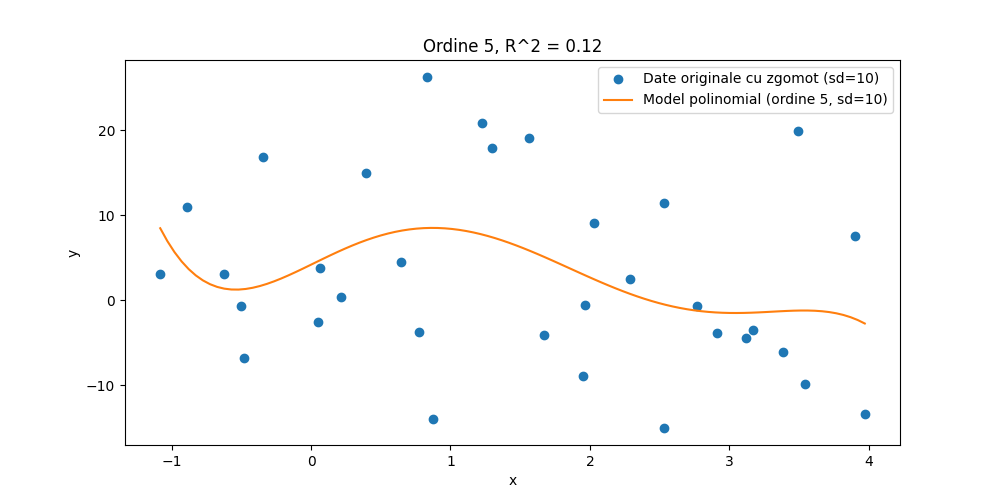 Ordine 5, R^2 = 0.12
Date originale cu zgomot (sd=10)
Model polinomial (ordine 5, sd=10)
20
10
0
−10
y
−1
0
1
2
3
4
x